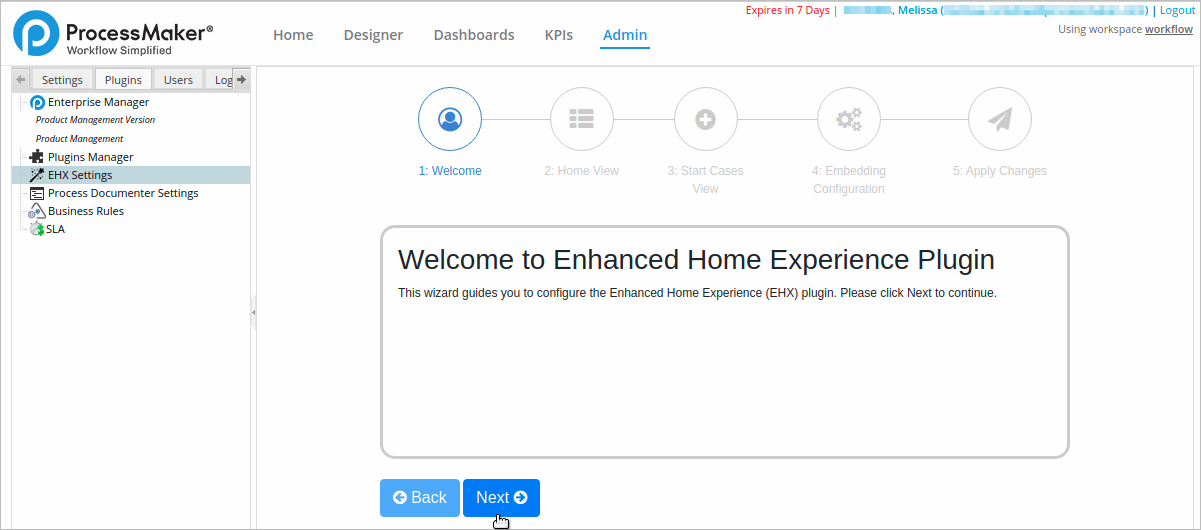 Expires in 7 Days | , Melissa ( ) | Logout
Using workspace workflow
ProcessMaker®
Workflow Simplified
Home Designer Dashboards KPIs Admin
Settings Plugins Users Log
Enterprise Manager
Product Management Version
Product Management
Plugins Manager
EHX Settings
Process Documenter Settings
Business Rules
SLA
1: Welcome 2: Home View 3: Start Cases View 4: Embedding Configuration 5: Apply Changes
Welcome to Enhanced Home Experience Plugin
This wizard guides you to configure the Enhanced Home Experience (EHX) plugin. Please click Next to continue.
Back Next